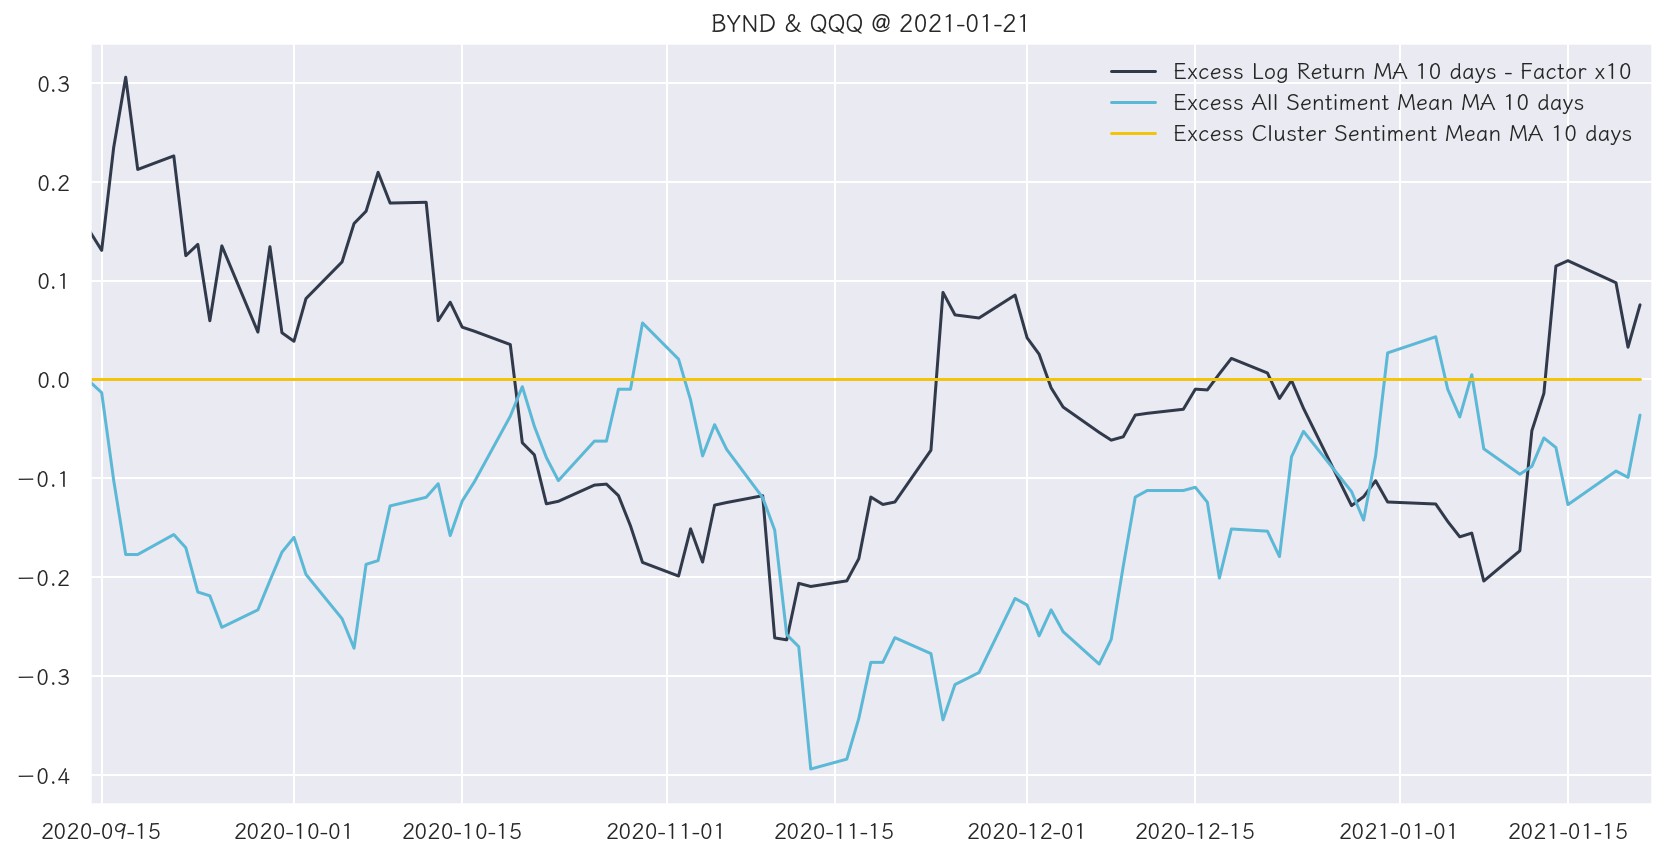 BYND & QQQ @ 2021-01-21
Excess Log Return MA 10 days - Factor x10
Excess All Sentiment Mean MA 10 days
Excess Cluster Sentiment Mean MA 10 days
0.3
0.2
0.1
0.0
−0.1
−0.2
−0.3
−0.4
2020-09-15 2020-10-01 2020-10-15 2020-11-01 2020-11-15 2020-12-01 2020-12-15 2021-01-01 2021-01-15